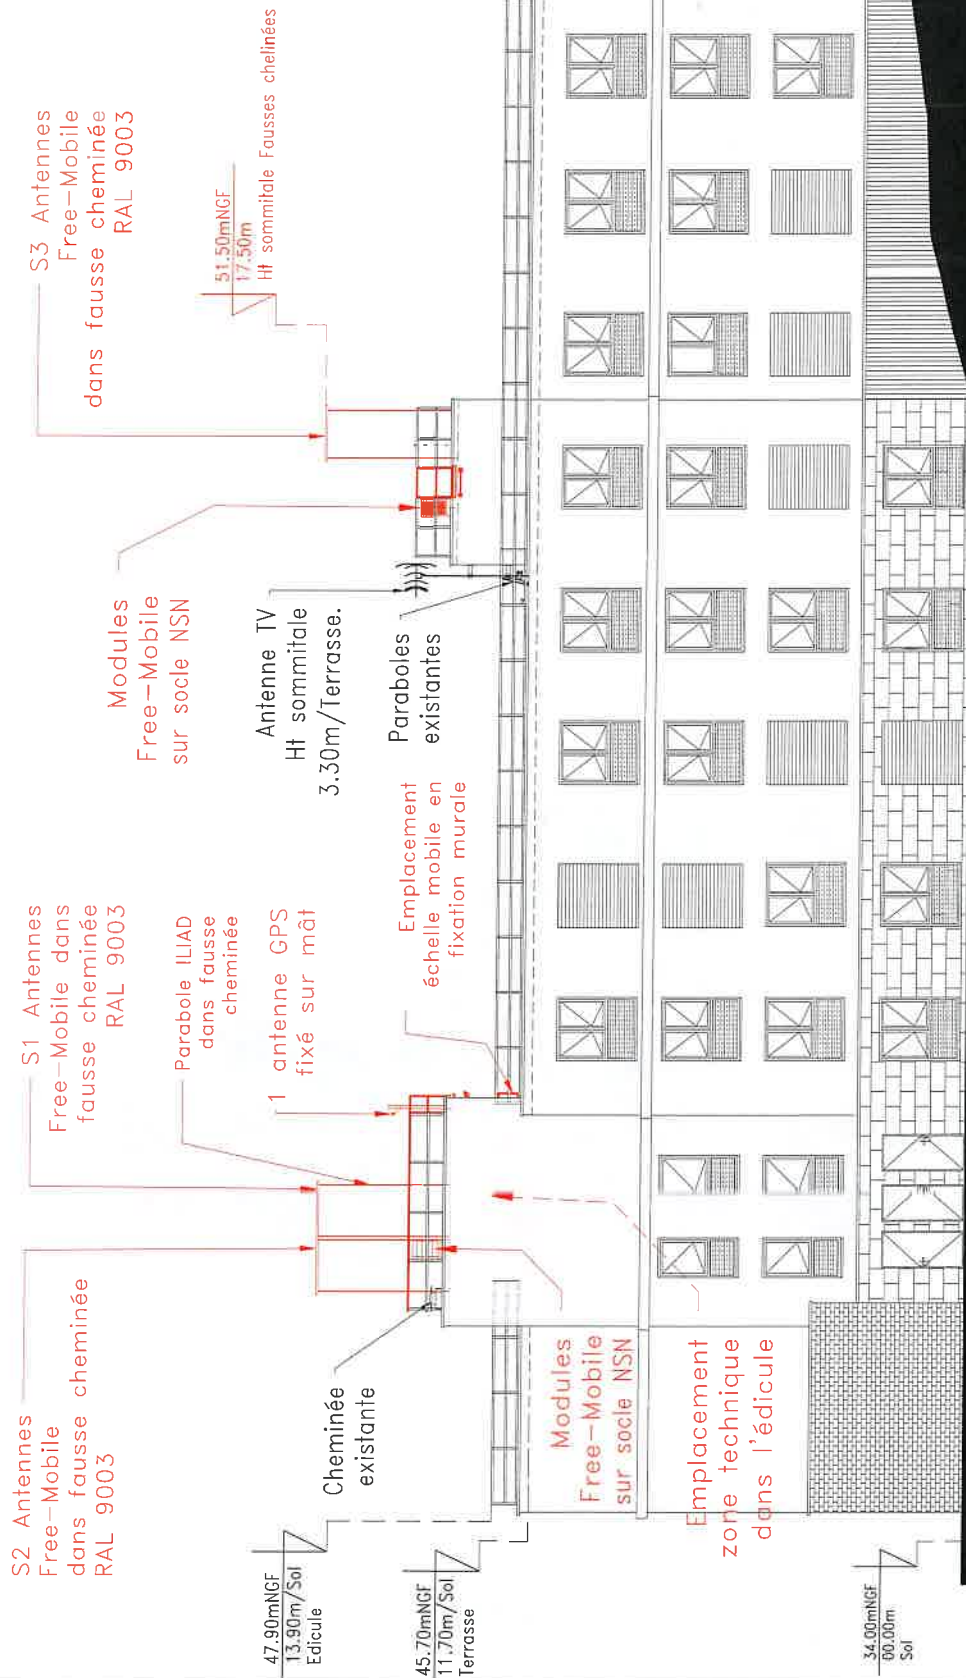 S2 Antennes
Free-Mobile
dans fausse cheminée
RAL 9003
S1 Antennes
Free-Mobile dans
fausse cheminée
RAL 9003
Parabole ILIAD
dans fausse
cheminée
1 antenne GPS
fixé sur mât
S3 Antennes
Free-Mobile
dans fausse cheminée
RAL 9003
51.50mNGF
17.50m
Ht sommitale Fausses chelinées
Modules
Free-Mobile
sur socle NSN
Antenne TV
Ht sommitale
3.30m/Terrasse.
Paraboles
existantes
Emplacement
échelle mobile en
fixation murale
Cheminée
existante
Modules
Free-Mobile
sur socle NSN
Emplacement
zone technique
dans l'édicule
47.90mNGF
13.90m/Sol
Edicule
45.70mNGF
11.70m/Sol
Terrasse
34.00mNGF
00.00m
Sol